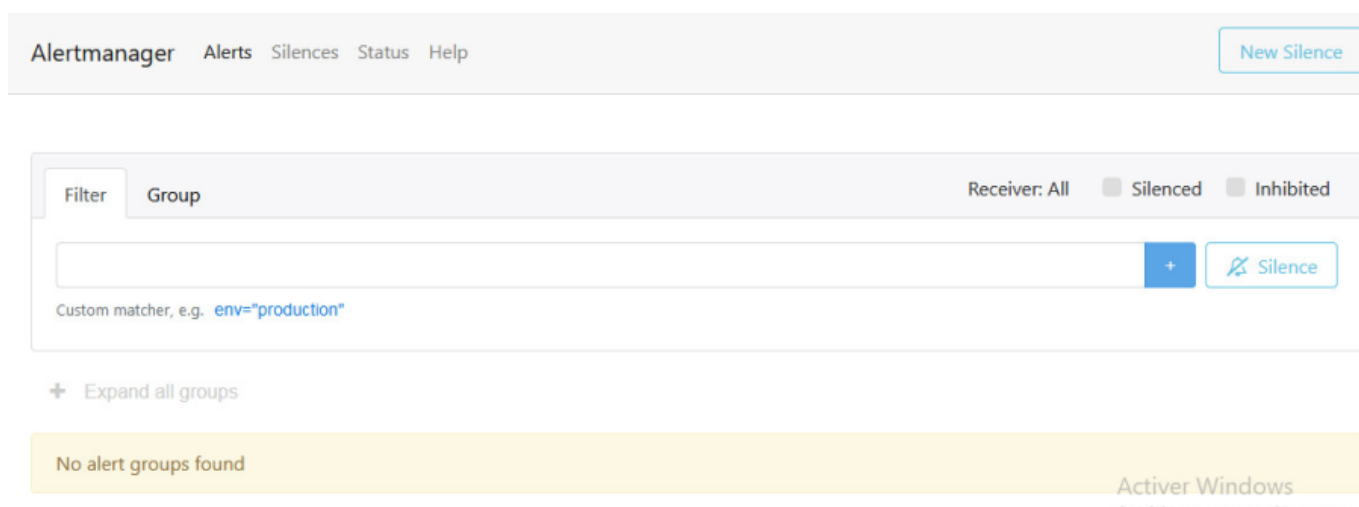 Alertmanager Alerts Silences Status Help New Silence
Filter Group Receiver: All Silenced Inhibited
+ Silence
Custom matcher, e.g. env="production"
+ Expand all groups
No alert groups found
Activer Windows